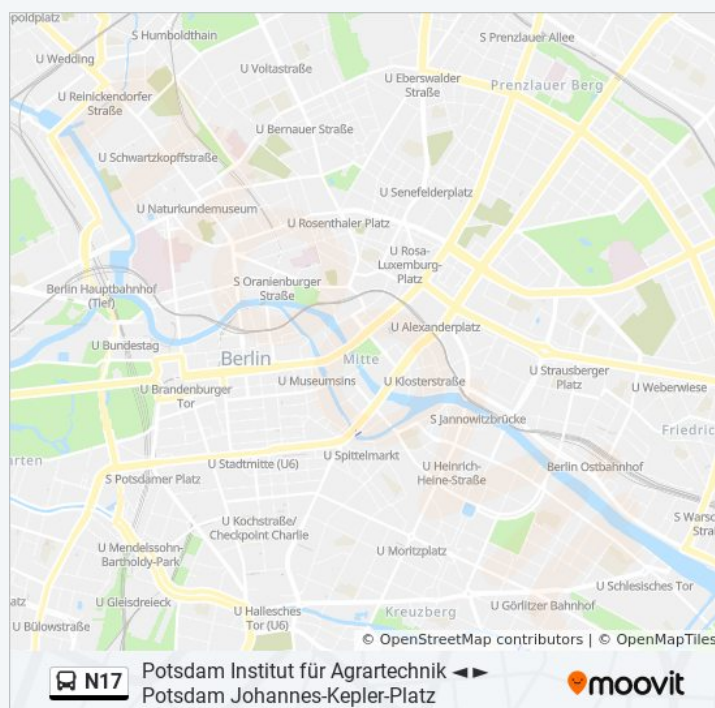 opoldplatz
S Humboldthain
S Prenzlauer Allee
U Wedding
U Voltastraße
U Eberswalder
Straße
Prenzlauer Berg
U Reinickendorfer
Straße
U Bernauer Straße
U Schwartzkopffstraße
U Senefelderplatz
U Naturkundemuseum
U Rosenthaler Platz
U Rosa-
Luxemburg-
Platz
S Oranienburger
Straße
Berlin Hauptbahnhof
(Tief)
U Alexanderplatz
U Bundestag
Berlin
Mitte
U Strausberger
Platz
U Brandenburger
Tor
U Museumsins
U Klosterstraße
U Weberwiese
S Jannowitzbrücke
Friedric
arten
U Spittelmarkt
U Stadtmitte (U6)
U Heinrich-
Heine-Straße
Berlin Ostbahnhof
S Potsdamer Platz
S Warsc
Stra
U Kochstraße/
Checkpoint Charlie
U Mendelssohn-
Bartholdy-Park
U Moritzplatz
U Schlesisches Tor
atz
U Gleisdreieck
U Hallesches
Tor (U6)
Kreuzberg
U Görlitzer Bahnhof
U Bülowstraße
© OpenStreetMap contributors | © OpenMapTiles
N17
Potsdam Institut für Agrartechnik ◄►
Potsdam Johannes-Kepler-Platz
moovit